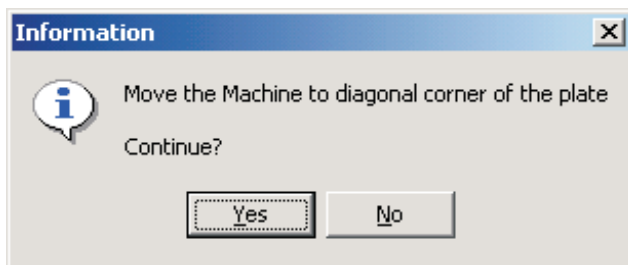 Information
Move the Machine to diagonal corner of the plate
Continue?
Yes No